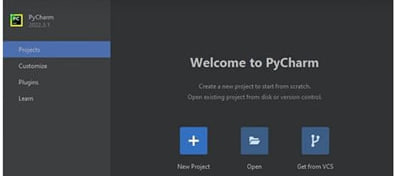 PyCharm
2022.3.1
Projects
Customize
Plugins
Learn
Welcome to PyCharm
Create a new project to start from scratch.
Open existing project from disk or version control.
New Project
Open
Get from VCS